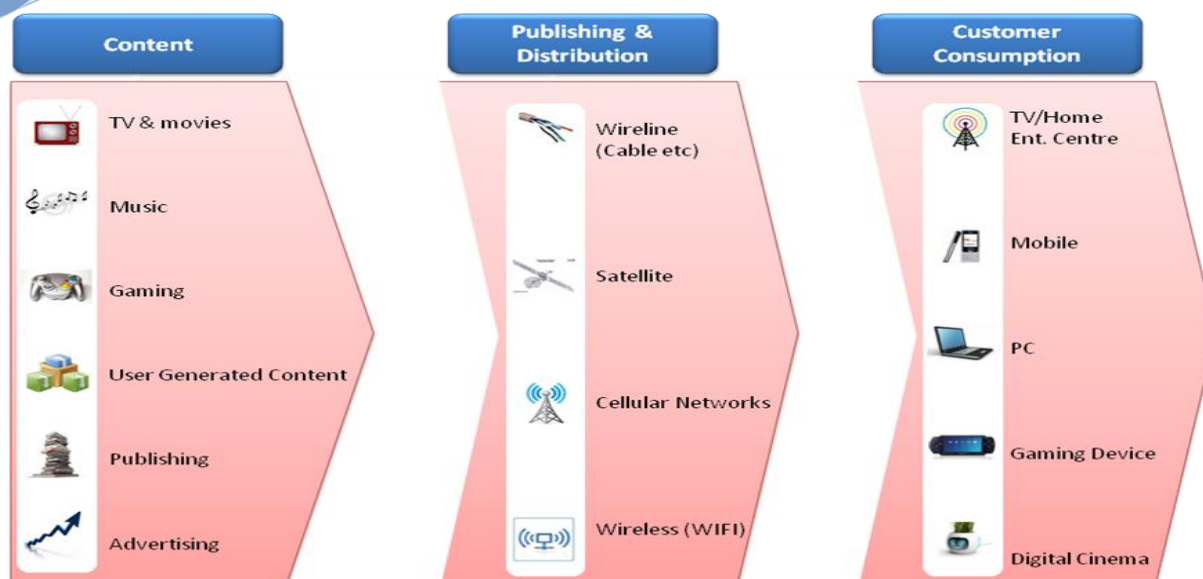 Content
TV & movies
Music
Gaming
User Generated Content
Publishing
Advertising
Publishing &
Distribution
Wireline
(Cable etc)
Satellite
Cellular Networks
Wireless (WIFI)
Customer
Consumption
TV/Home
Ent. Centre
Mobile
PC
Gaming Device
Digital Cinema